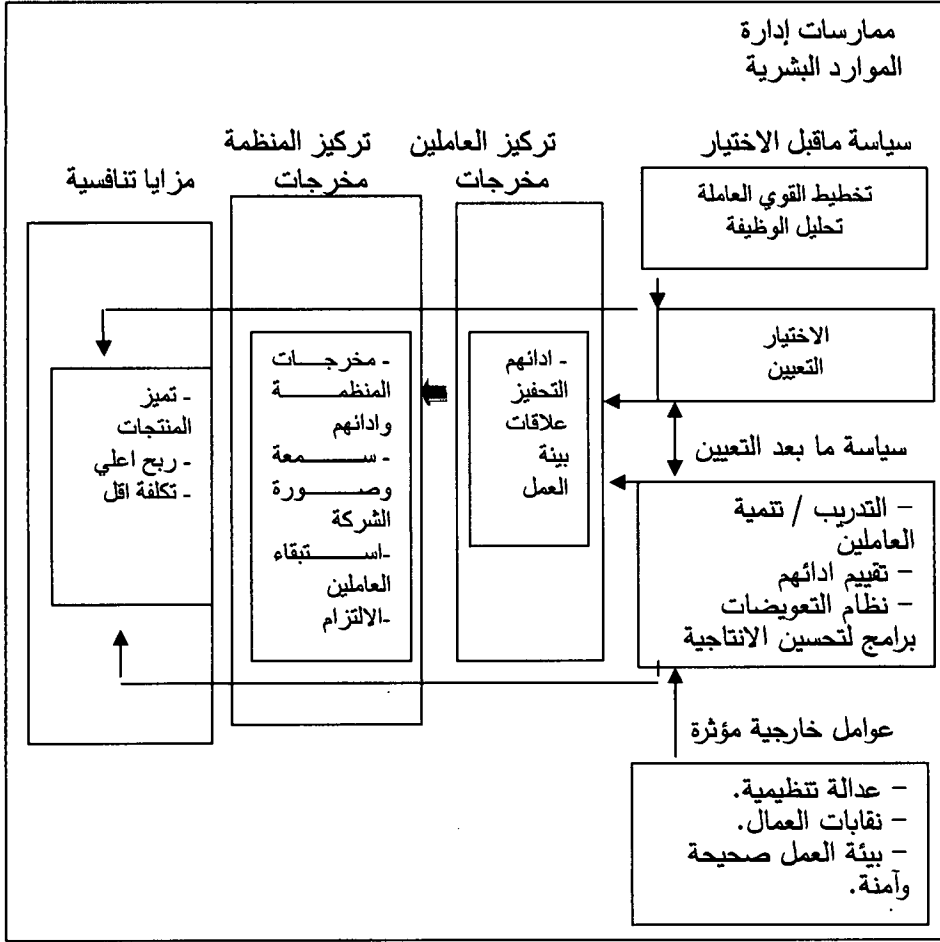 ممارسات إدارة
الموارد البشرية
سياسة ماقبل الاختيار
تخطيط القوي العاملة
تحليل الوظيفة
الاختيار
التعيين
سياسة ما بعد التعيين
– التدريب / تنمية
العاملين
– تقييم ادائهم
– نظام التعويضات
برامج لتحسين الانتاجية
عوامل خارجية مؤثرة
– عدالة تنظيمية.
– نقابات العمال.
– بيئة العمل صحيحة
وآمنة.
تركيز العاملين
مخرجات
- ادائهم
التحفيز
علاقات
بيئة
العمل
تركيز المنظمة
مخرجات
- مخرجات
المنظمة
وادائهم
- سمعة
وصورة
الشركة
-استبقاء
العاملين
-الالتزام
مزايا تنافسية
- تميز
المنتجات
- ربح اعلي
- تكلفة اقل